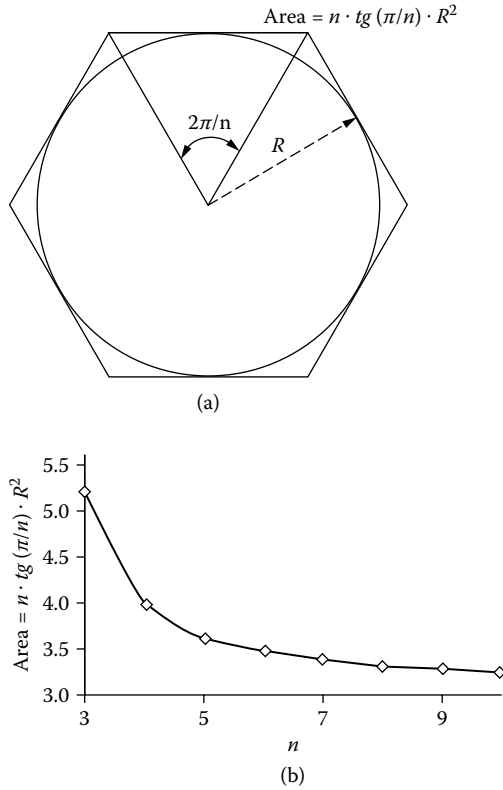 Area = n · tg (π/n) · R²
2π/n
R
(a)
Area = n · tg (π/n) · R²
5.5
5.0
4.5
4.0
3.5
3.0
3 5 7 9
n
(b)